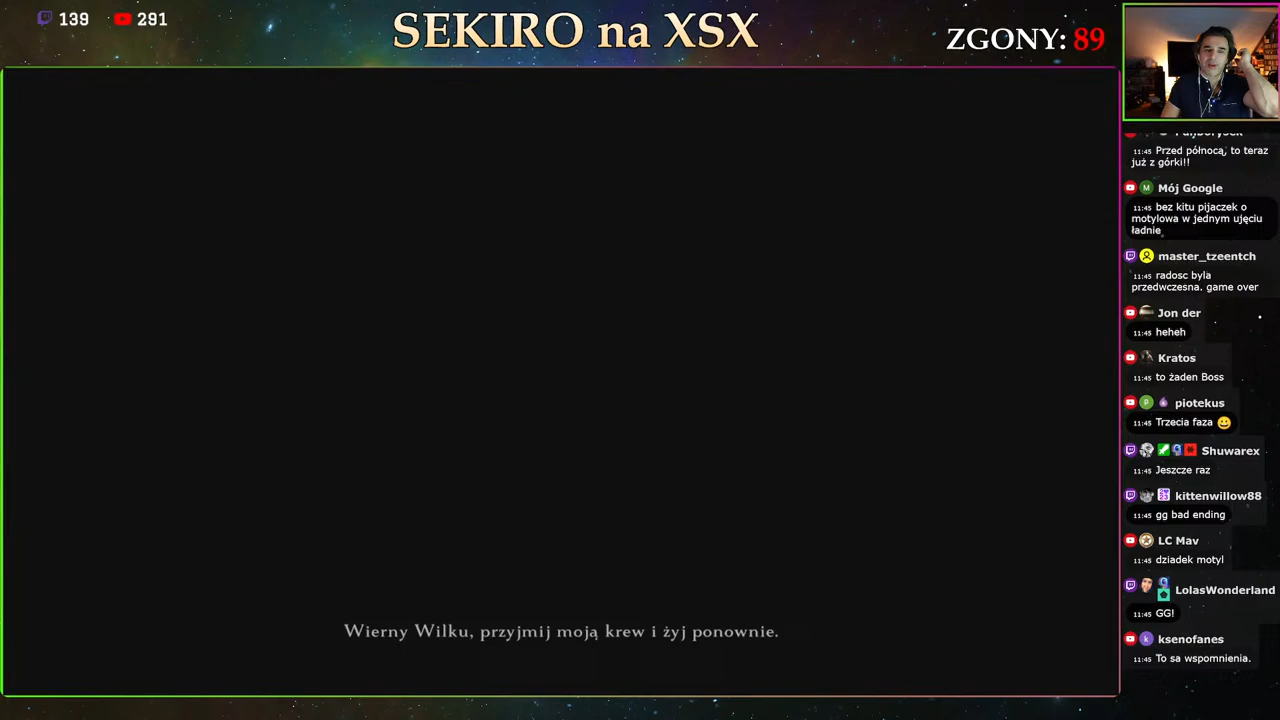 139
291
SEKIRO na XSX
ZGONY: 89
11:45 Przed północą, to teraz
już z górki!!
Mój Google
11:45 bez kitu pijaczek o
motylowa w jednym ujęciu
ładnie
master_tzeentch
11:45 radosc byla
przedwczesna. game over
Jon der
11:45 heheh
Kratos
11:45 to żaden Boss
piotekus
11:45 Trzecia faza 😀
Shuwarex
11:45 Jeszcze raz
kittenwillow88
11:45 gg bad ending
LC Mav
11:45 dziadek motyl
LolasWonderland
11:45 GG!
ksenofanes
11:45 To sa wspomnienia.
Wierny Wilku, przyjmij moją krew i żyj ponownie.